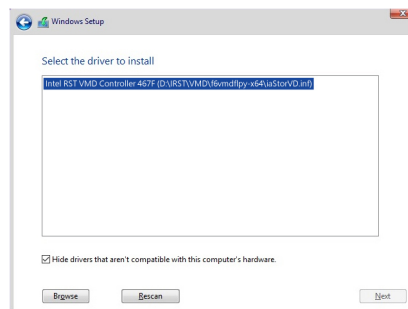 Windows Setup
Select the driver to install
Intel RST VMD Controller 467F (D:\IRST\VMD\f6vmdflpy-x64\iaStorVD.inf)
Hide drivers that aren't compatible with this computer's hardware.
Browse
Rescan
Next